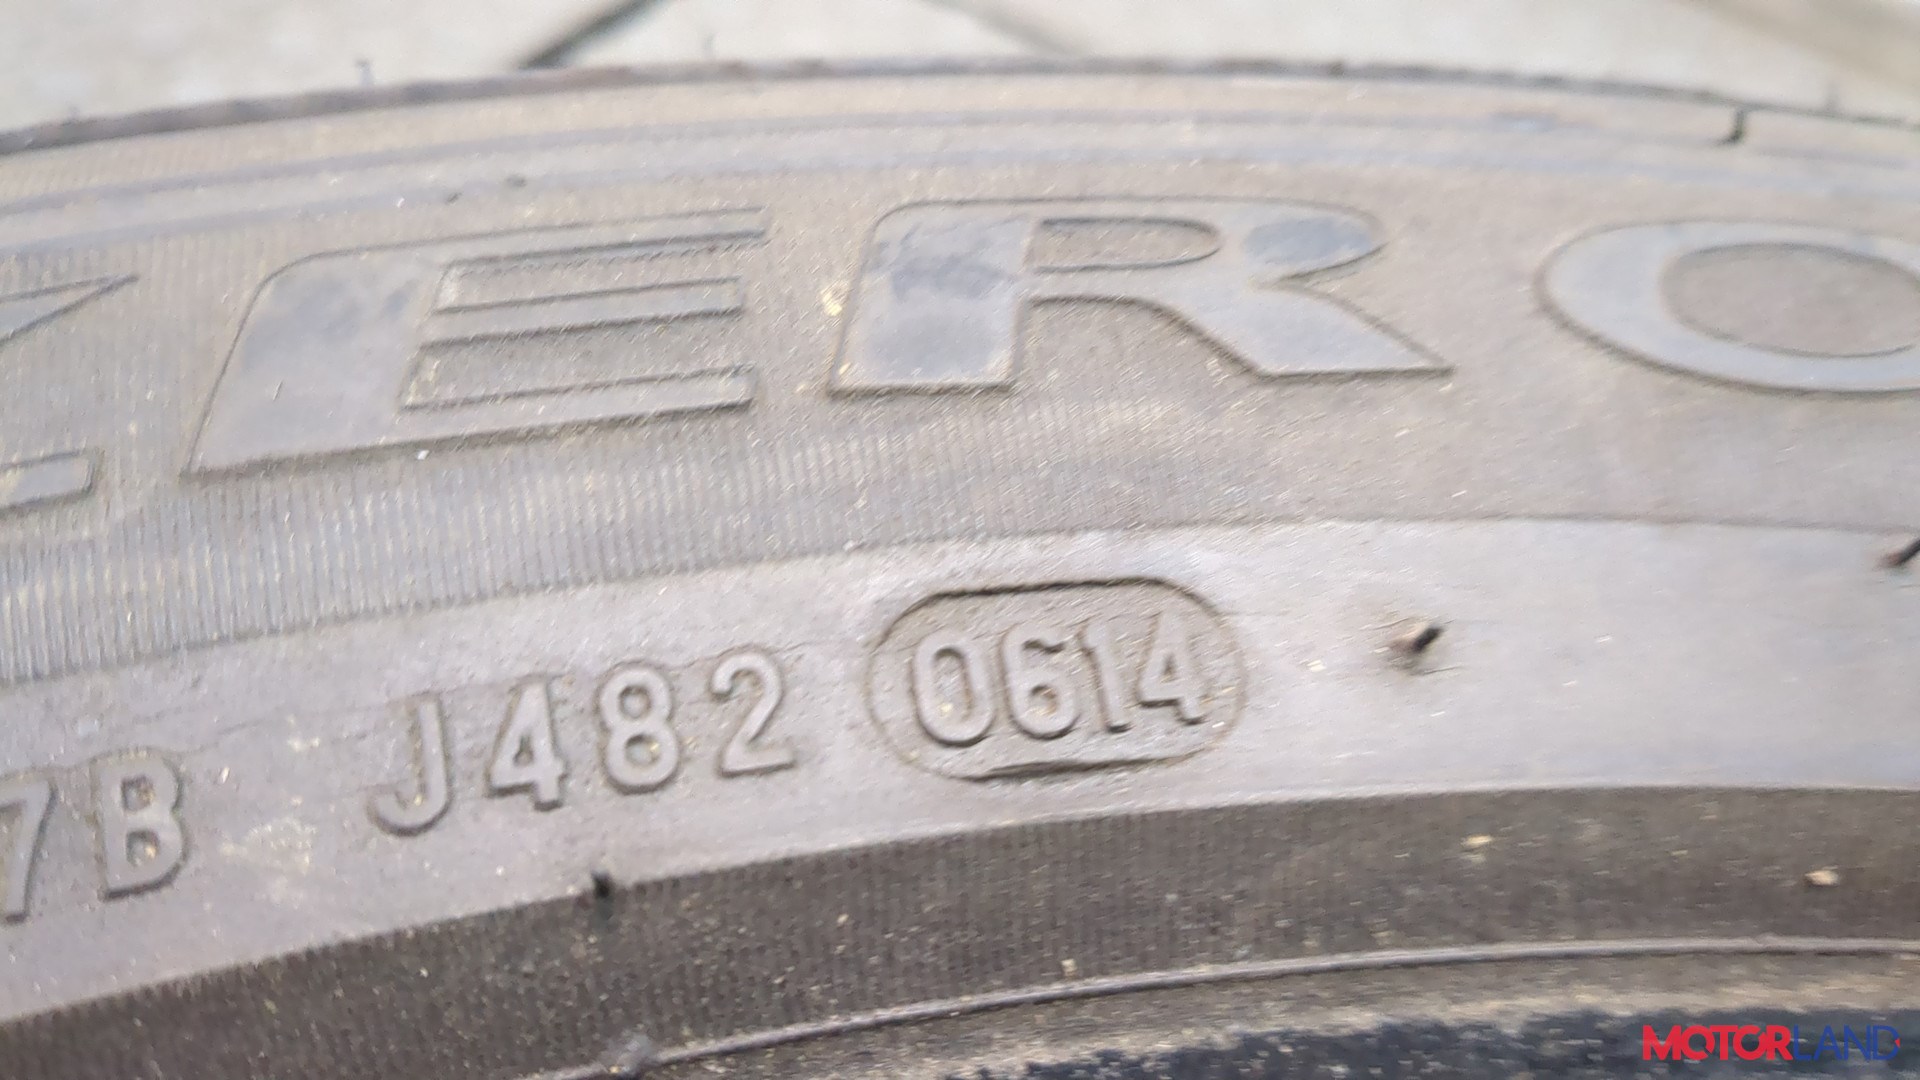 ZERO
7B J482 0614
MOTORLAND